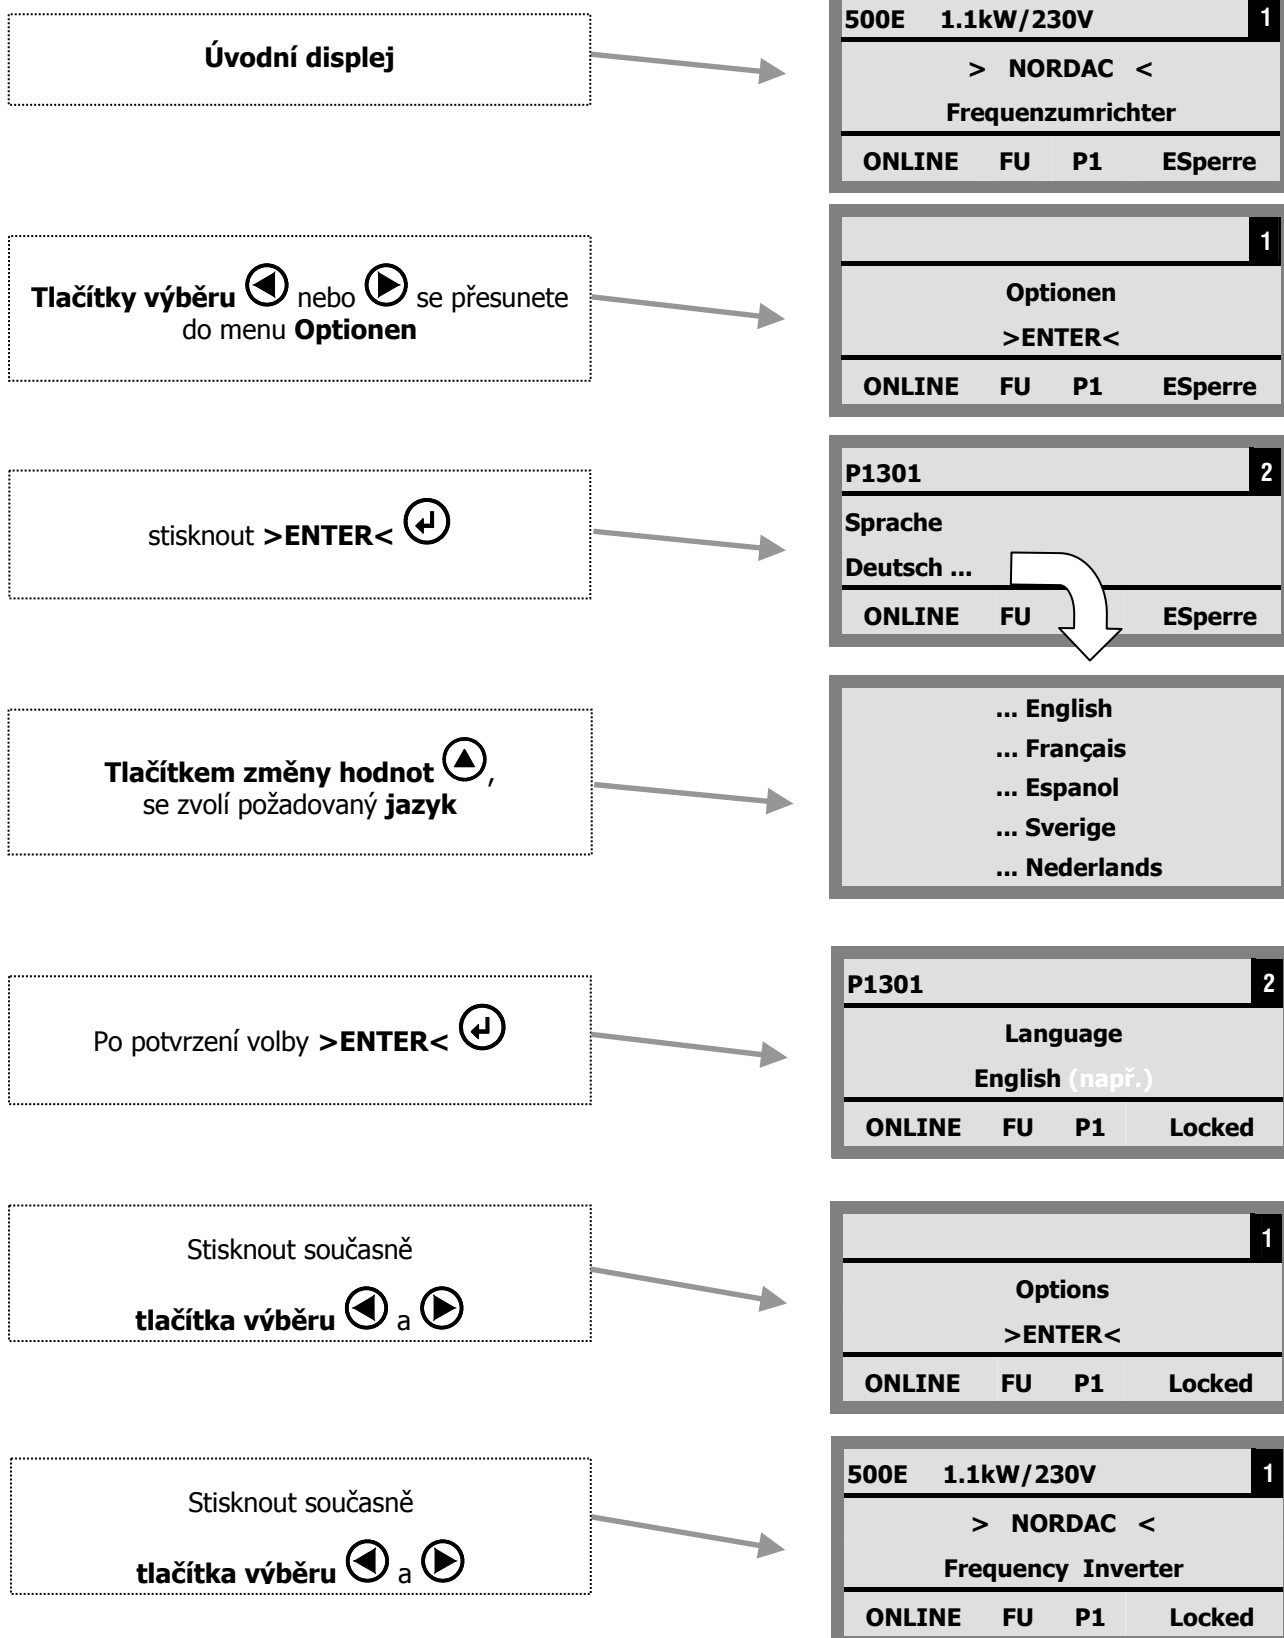 Úvodní displej
500E 1.1kW/230V 1
> NORDAC <
Frequenzumrichter
ONLINE FU P1 ESperre
Tlačítky výběru nebo se přesunete
do menu Optionen
1
Optionen
>ENTER<
ONLINE FU P1 ESperre
stisknout >ENTER<
P1301 2
Sprache
Deutsch ...
ONLINE FU ESperre
Tlačítkem změny hodnot ,
se zvolí požadovaný jazyk
... English
... Français
... Espanol
... Sverige
... Nederlands
Po potvrzení volby >ENTER<
P1301 2
Language
English (např.)
ONLINE FU P1 Locked
Stisknout současně
tlačítka výběru a
1
Options
>ENTER<
ONLINE FU P1 Locked
Stisknout současně
tlačítka výběru a
500E 1.1kW/230V 1
> NORDAC <
Frequency Inverter
ONLINE FU P1 Locked